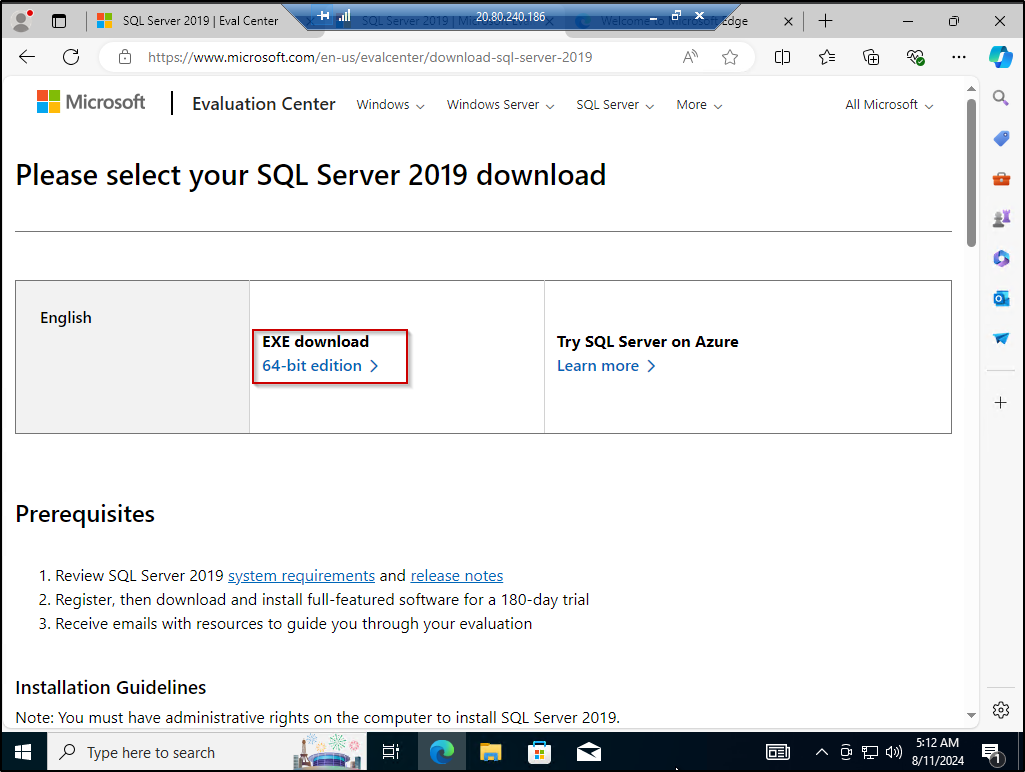 SQL Server 2019 | Eval Center
SQL Server 2019 | Microsoft
20.80.240.186
Welcome to Microsoft Edge
https://www.microsoft.com/en-us/evalcenter/download-sql-server-2019
Microsoft Evaluation Center Windows Windows Server SQL Server More All Microsoft
Please select your SQL Server 2019 download
English
EXE download
64-bit edition
Try SQL Server on Azure
Learn more
Prerequisites
1. Review SQL Server 2019 system requirements and release notes
2. Register, then download and install full-featured software for a 180-day trial
3. Receive emails with resources to guide you through your evaluation
Installation Guidelines
Note: You must have administrative rights on the computer to install SQL Server 2019.
Type here to search
5:12 AM
8/11/2024
1